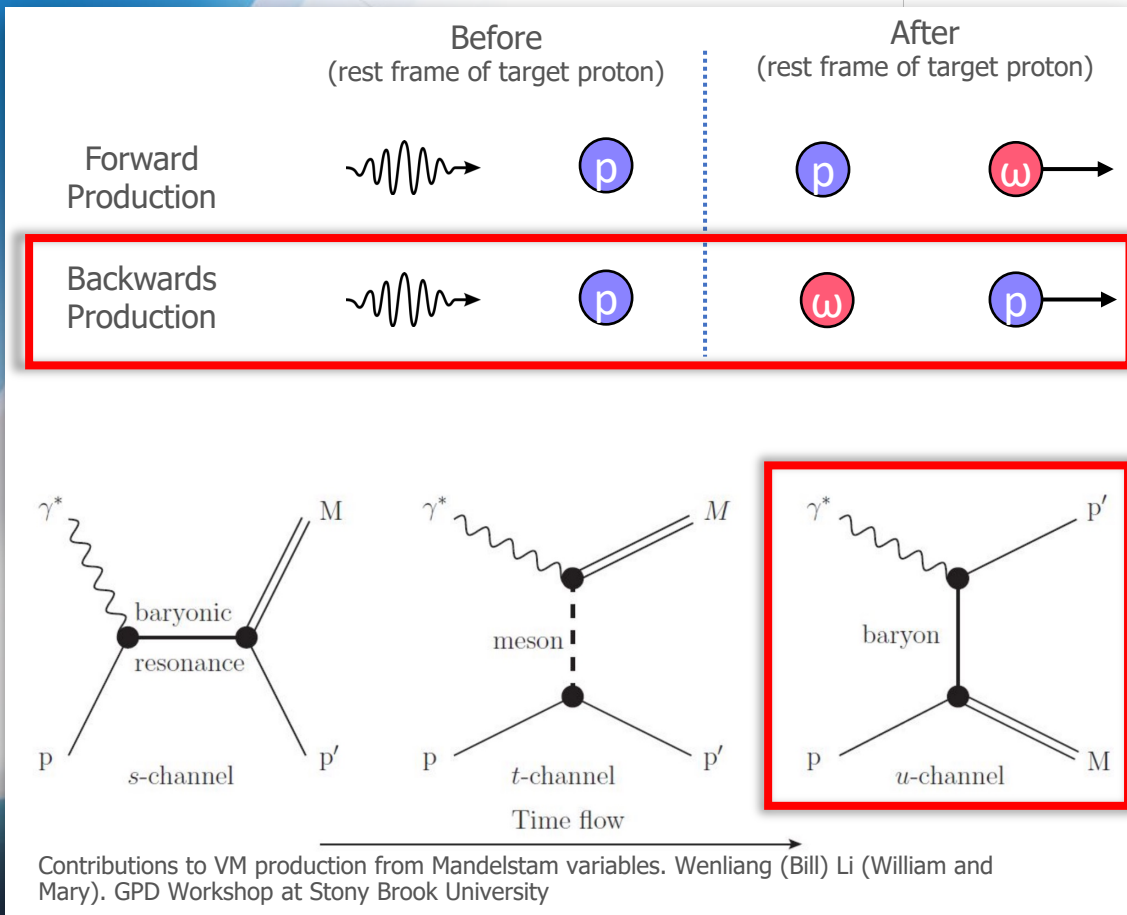 Before
(rest frame of target proton)
After
(rest frame of target proton)
Forward
Production
p
p
ω
Backwards
Production
p
ω
p
γ*
M
baryonic
resonance
p
p′
s-channel
γ*
M
meson
p
p′
t-channel
γ*
p′
baryon
p
M
u-channel
Time flow
Contributions to VM production from Mandelstam variables. Wenliang (Bill) Li (William and
Mary). GPD Workshop at Stony Brook University